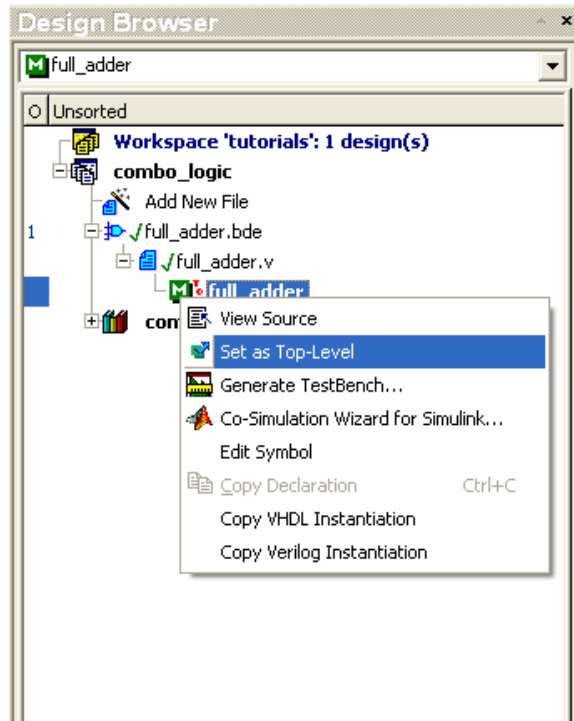 Design Browser
full_adder
O Unsorted
Workspace 'tutorials': 1 design(s)
combo_logic
Add New File
1 full_adder.bde
full_adder.v
full_adder
com
View Source
Set as Top-Level
Generate TestBench...
Co-Simulation Wizard for Simulink...
Edit Symbol
Copy Declaration Ctrl+C
Copy VHDL Instantiation
Copy Verilog Instantiation